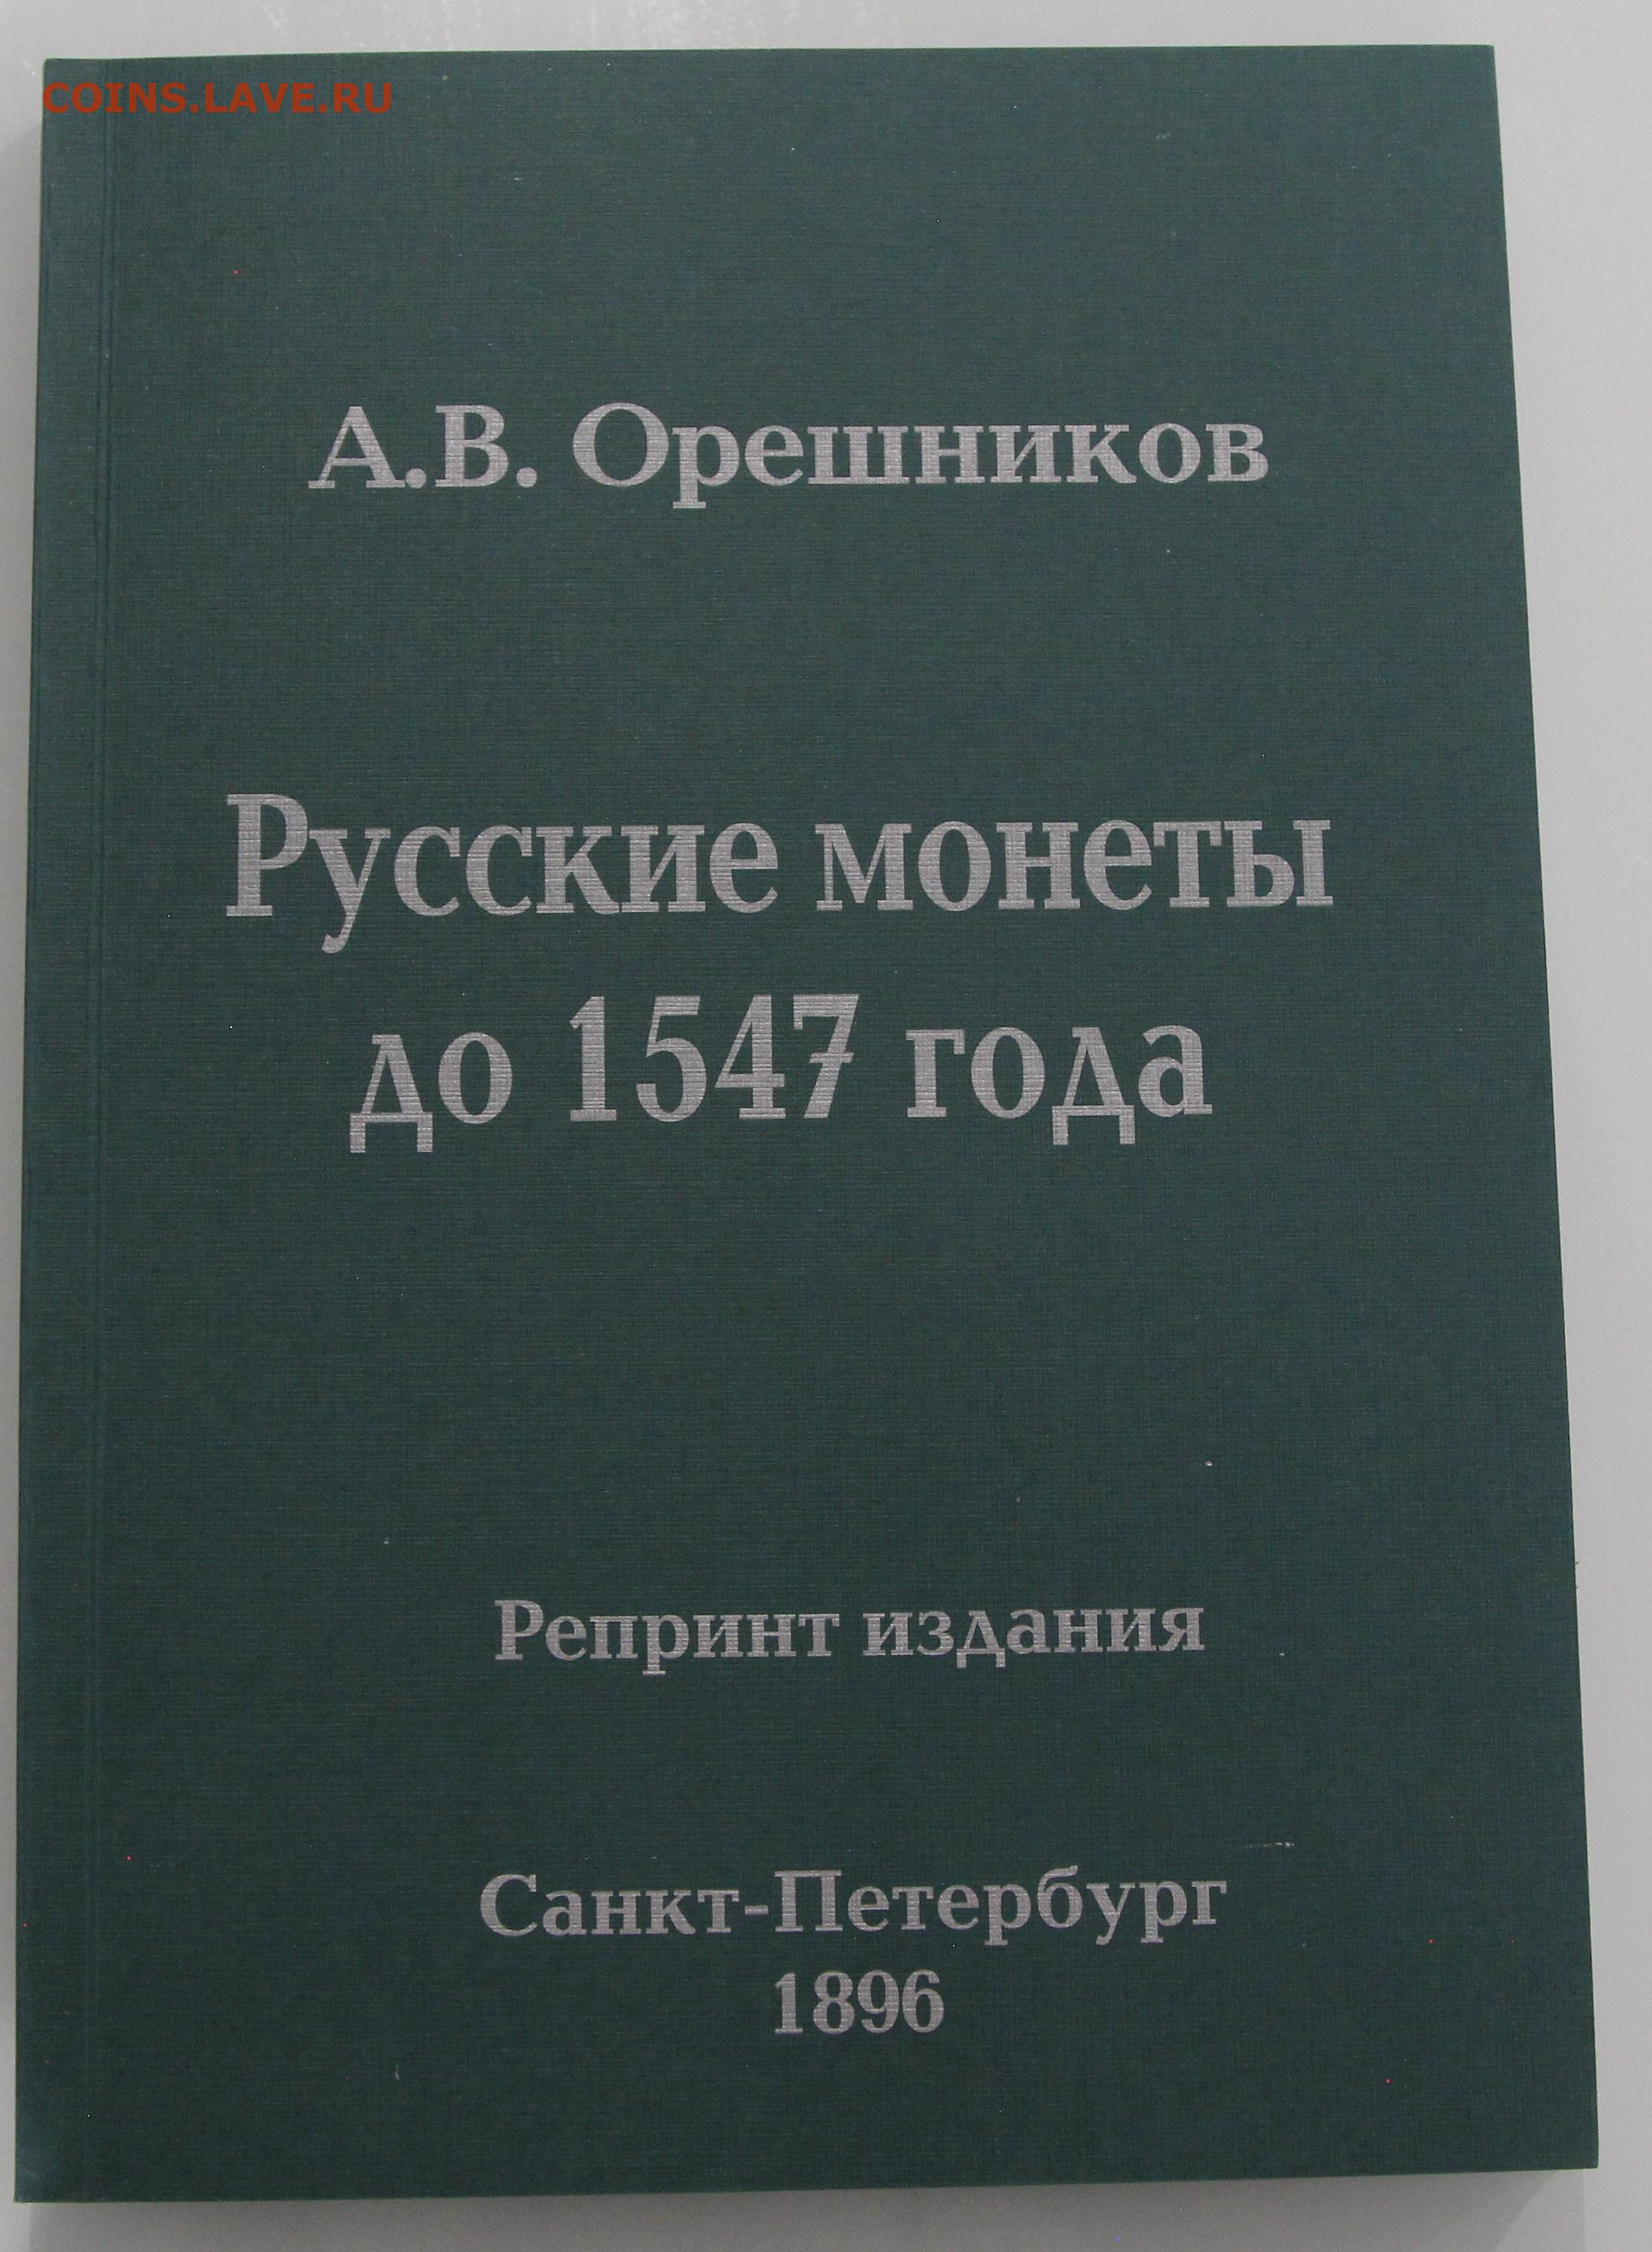 COINS.LAVE.RU
А.В. Орешников
Русские монеты
до 1547 года
Репринт издания
Санкт-Петербург
1896